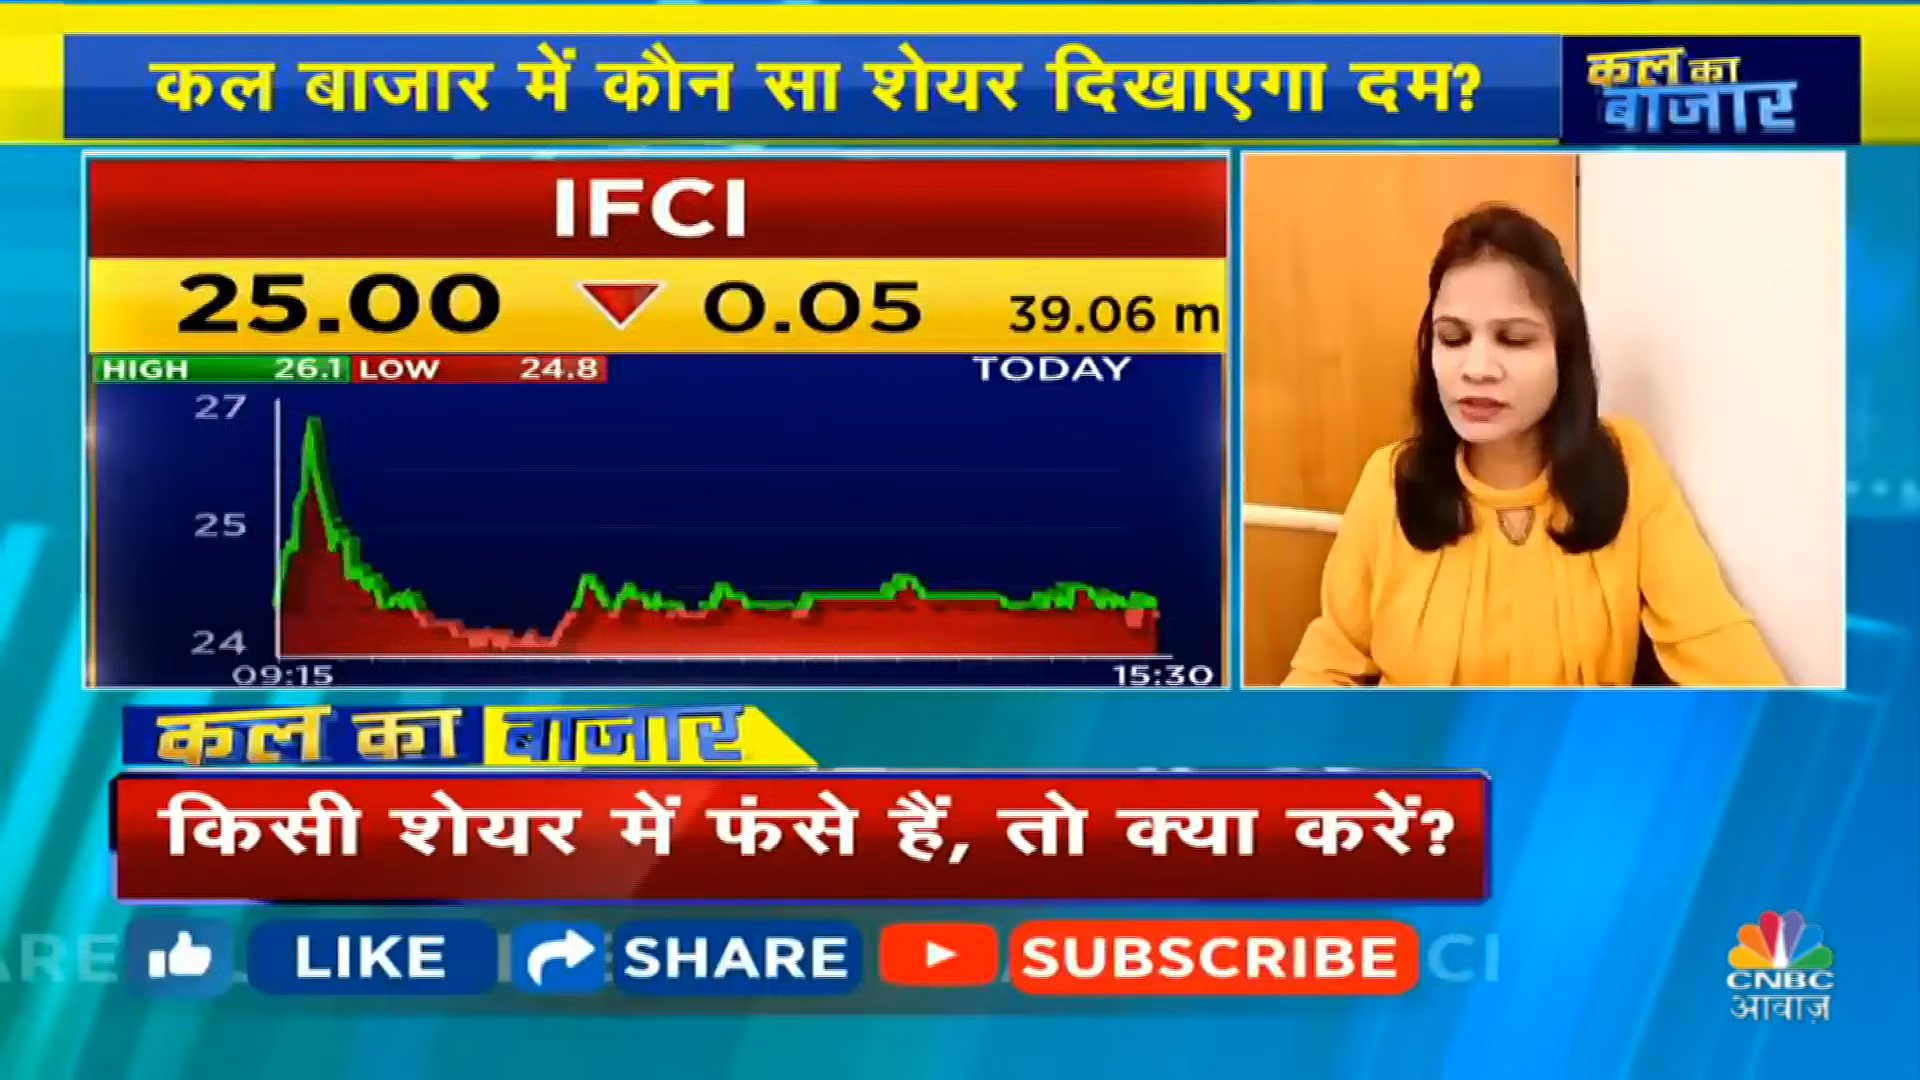 कल बाजार में कौन सा शेयर दिखाएगा दम?
कल का
बाजार
IFCI
25.00 0.05 39.06 m
HIGH 26.1 LOW 24.8 TODAY
27
25
24
09:15 15:30
कल का बाजार
किसी शेयर में फंसे हैं, तो क्या करें?
LIKE SHARE SUBSCRIBE
CNBC
आवाज़